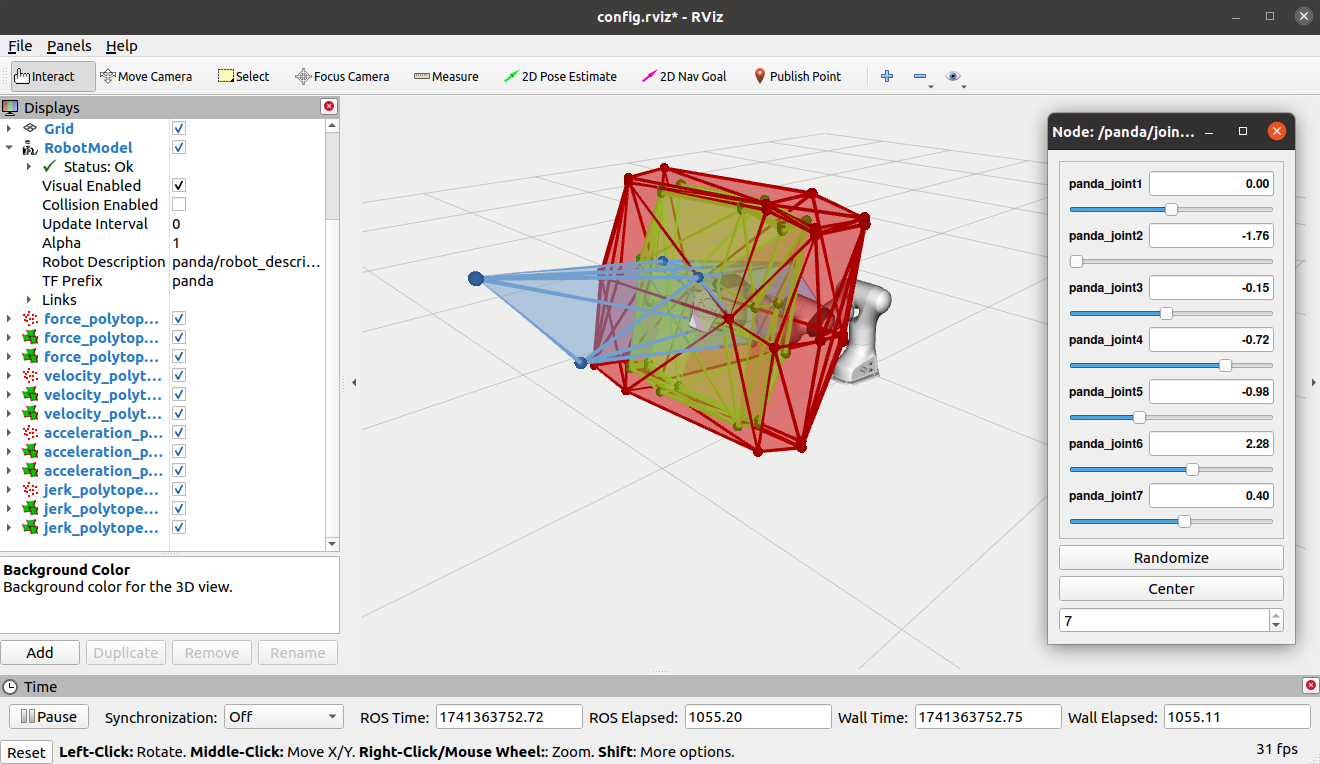 config.rviz* - RViz
File Panels Help
Interact Move Camera Select Focus Camera Measure 2D Pose Estimate 2D Nav Goal Publish Point
Displays
Grid
RobotModel
Status: Ok
Visual Enabled
Collision Enabled
Update Interval 0
Alpha 1
Robot Description panda/robot_descri...
TF Prefix panda
Links
force_polytop...
force_polytop...
force_polytop...
velocity_polyt...
velocity_polyt...
velocity_polyt...
acceleration_p...
acceleration_p...
acceleration_p...
jerk_polytope...
jerk_polytope...
jerk_polytope...
Background Color
Background color for the 3D view.
Add Duplicate Remove Rename
Node: /panda/join...
panda_joint1 0.00
panda_joint2 -1.76
panda_joint3 -0.15
panda_joint4 -0.72
panda_joint5 -0.98
panda_joint6 2.28
panda_joint7 0.40
Randomize
Center
7
Time
Pause Synchronization: Off ROS Time: 1741363752.72 ROS Elapsed: 1055.20 Wall Time: 1741363752.75 Wall Elapsed: 1055.11
Reset Left-Click: Rotate. Middle-Click: Move X/Y. Right-Click/Mouse Wheel:: Zoom. Shift: More options. 31 fps